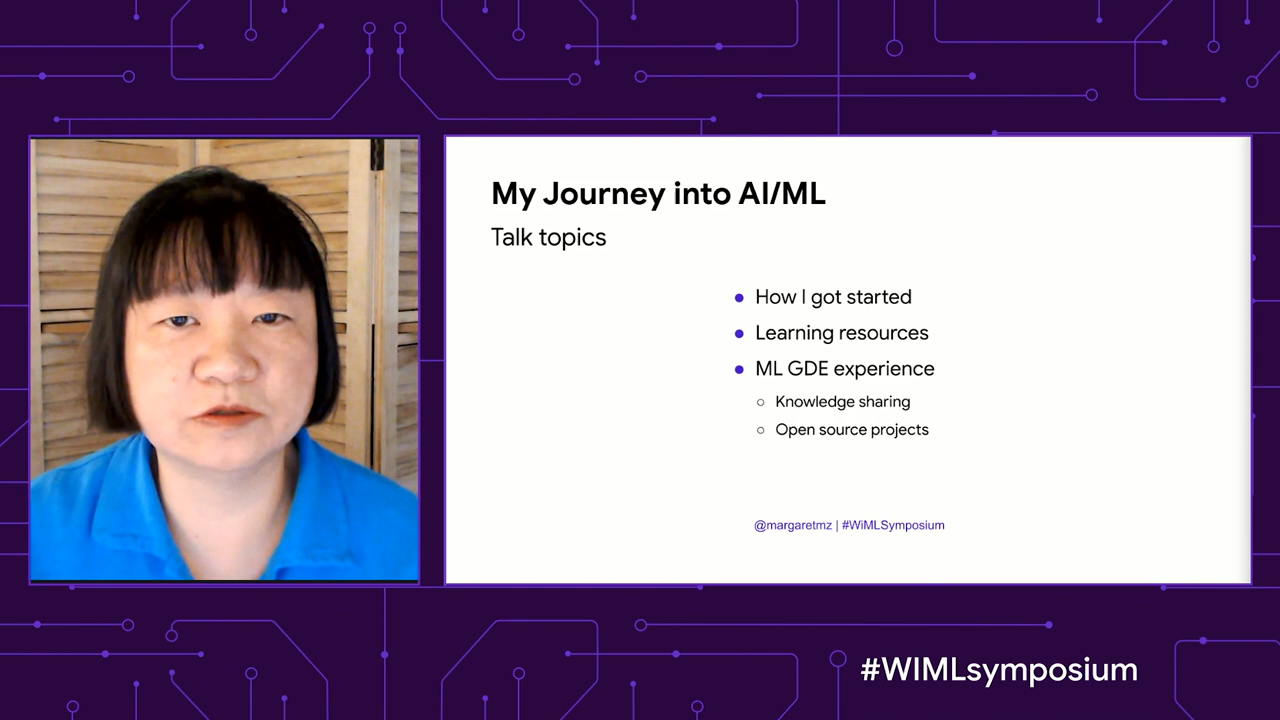 My Journey into AI/ML
Talk topics
● How I got started
● Learning resources
● ML GDE experience
○ Knowledge sharing
○ Open source projects
@margaretmz | #WiMLSymposium
#WIMLsymposium